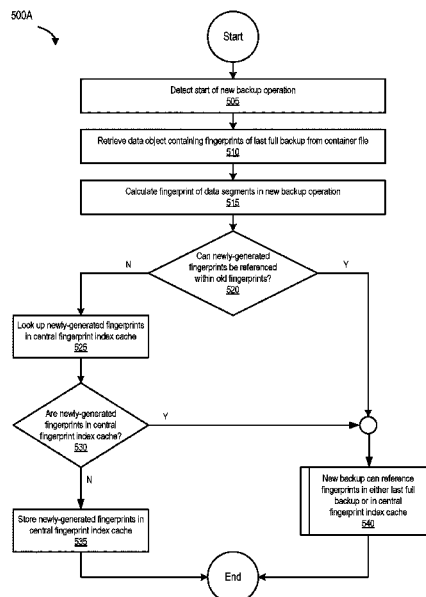 500A
Start
Detect start of new backup operation
505
Retrieve data object containing fingerprints of last full backup from container file
510
Calculate fingerprint of data segments in new backup operation
515
Can newly-generated
fingerprints be referenced
within old fingerprints?
520
N
Y
Look up newly-generated fingerprints
in central fingerprint index cache
525
Are newly-generated
fingerprints in central
fingerprint index cache?
530
Y
N
New backup can reference
fingerprints in either last full
backup or in central
fingerprint index cache
540
Store newly-generated fingerprints in
central fingerprint index cache
535
End